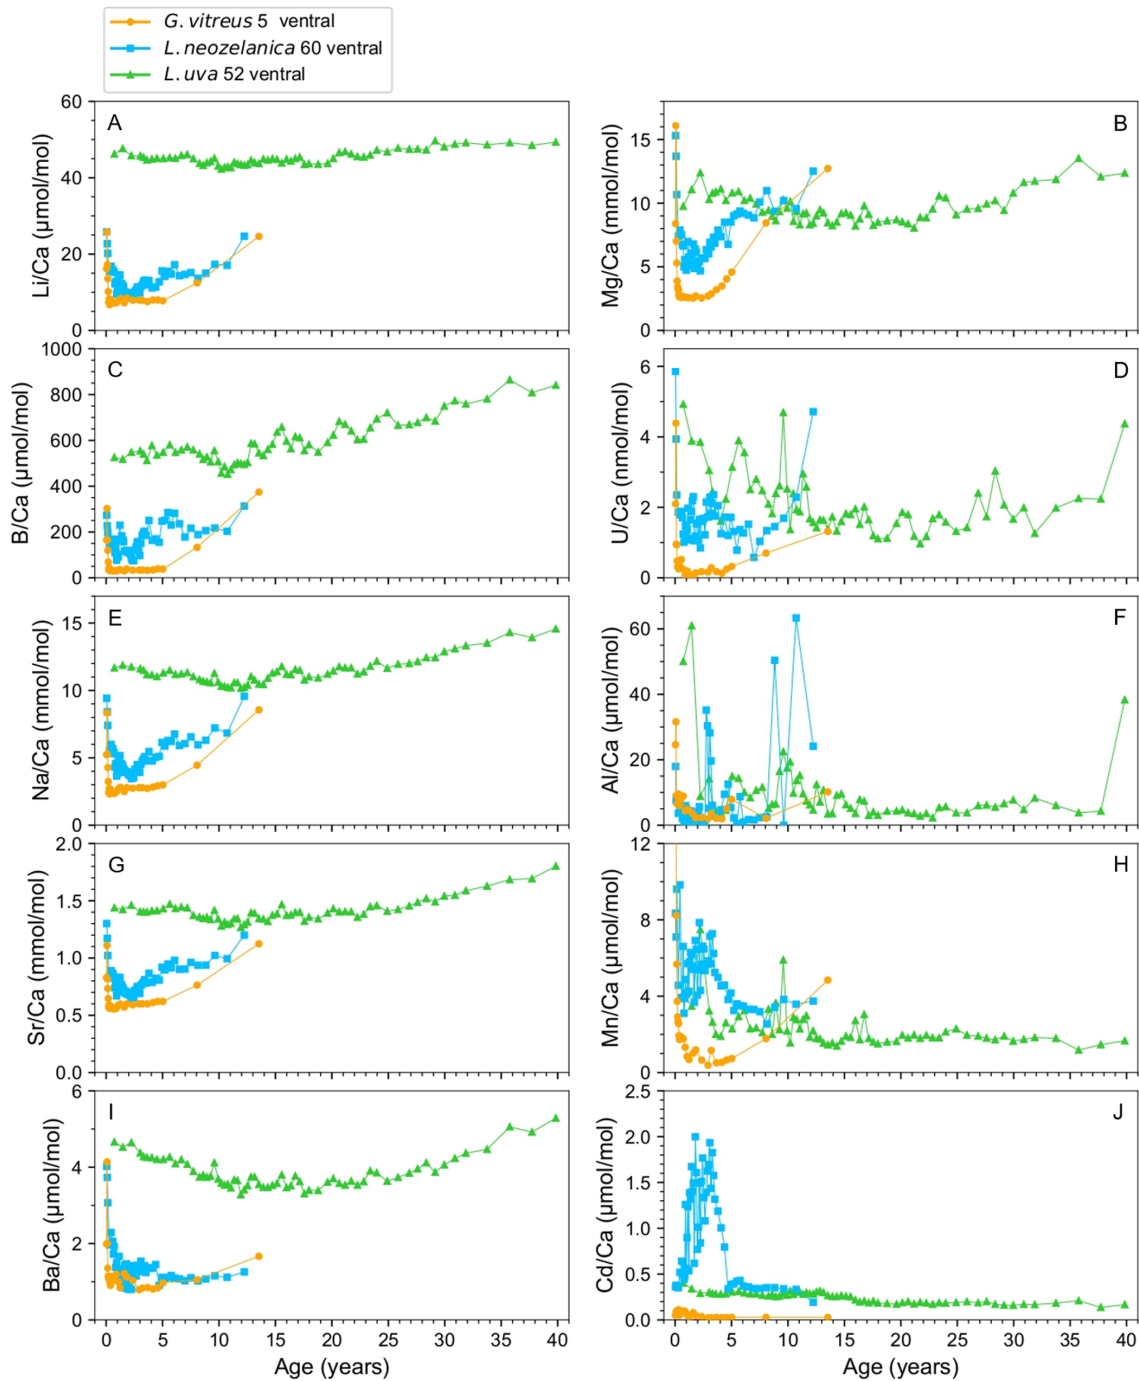 G. vitreus 5 ventral
L. neozelanica 60 ventral
L. uva 52 ventral
A
Li/Ca (μmol/mol)
60
40
20
0
B
Mg/Ca (mmol/mol)
15
10
5
0
C
B/Ca (μmol/mol)
1000
800
600
400
200
0
D
U/Ca (nmol/mol)
6
4
2
0
E
Na/Ca (mmol/mol)
15
10
5
0
F
Al/Ca (μmol/mol)
60
40
20
0
G
Sr/Ca (mmol/mol)
2.0
1.5
1.0
0.5
0.0
H
Mn/Ca (μmol/mol)
12
8
4
0
I
Ba/Ca (μmol/mol)
6
4
2
0
0 5 10 15 20 25 30 35 40
Age (years)
J
Cd/Ca (μmol/mol)
2.5
2.0
1.5
1.0
0.5
0.0
0 5 10 15 20 25 30 35 40
Age (years)